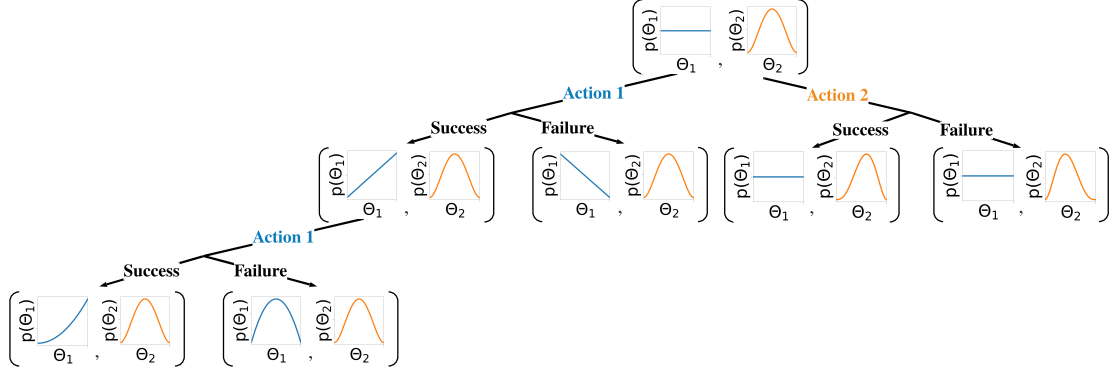 p(Θ₁) p(Θ₂)
Θ₁ , Θ₂
Action 1 Action 2
Success Failure Success Failure
p(Θ₁) p(Θ₂) p(Θ₁) p(Θ₂) p(Θ₁) p(Θ₂) p(Θ₁) p(Θ₂)
Θ₁ , Θ₂ Θ₁ , Θ₂ Θ₁ , Θ₂ Θ₁ , Θ₂
Action 1
Success Failure
p(Θ₁) p(Θ₂) p(Θ₁) p(Θ₂)
Θ₁ , Θ₂ Θ₁ , Θ₂